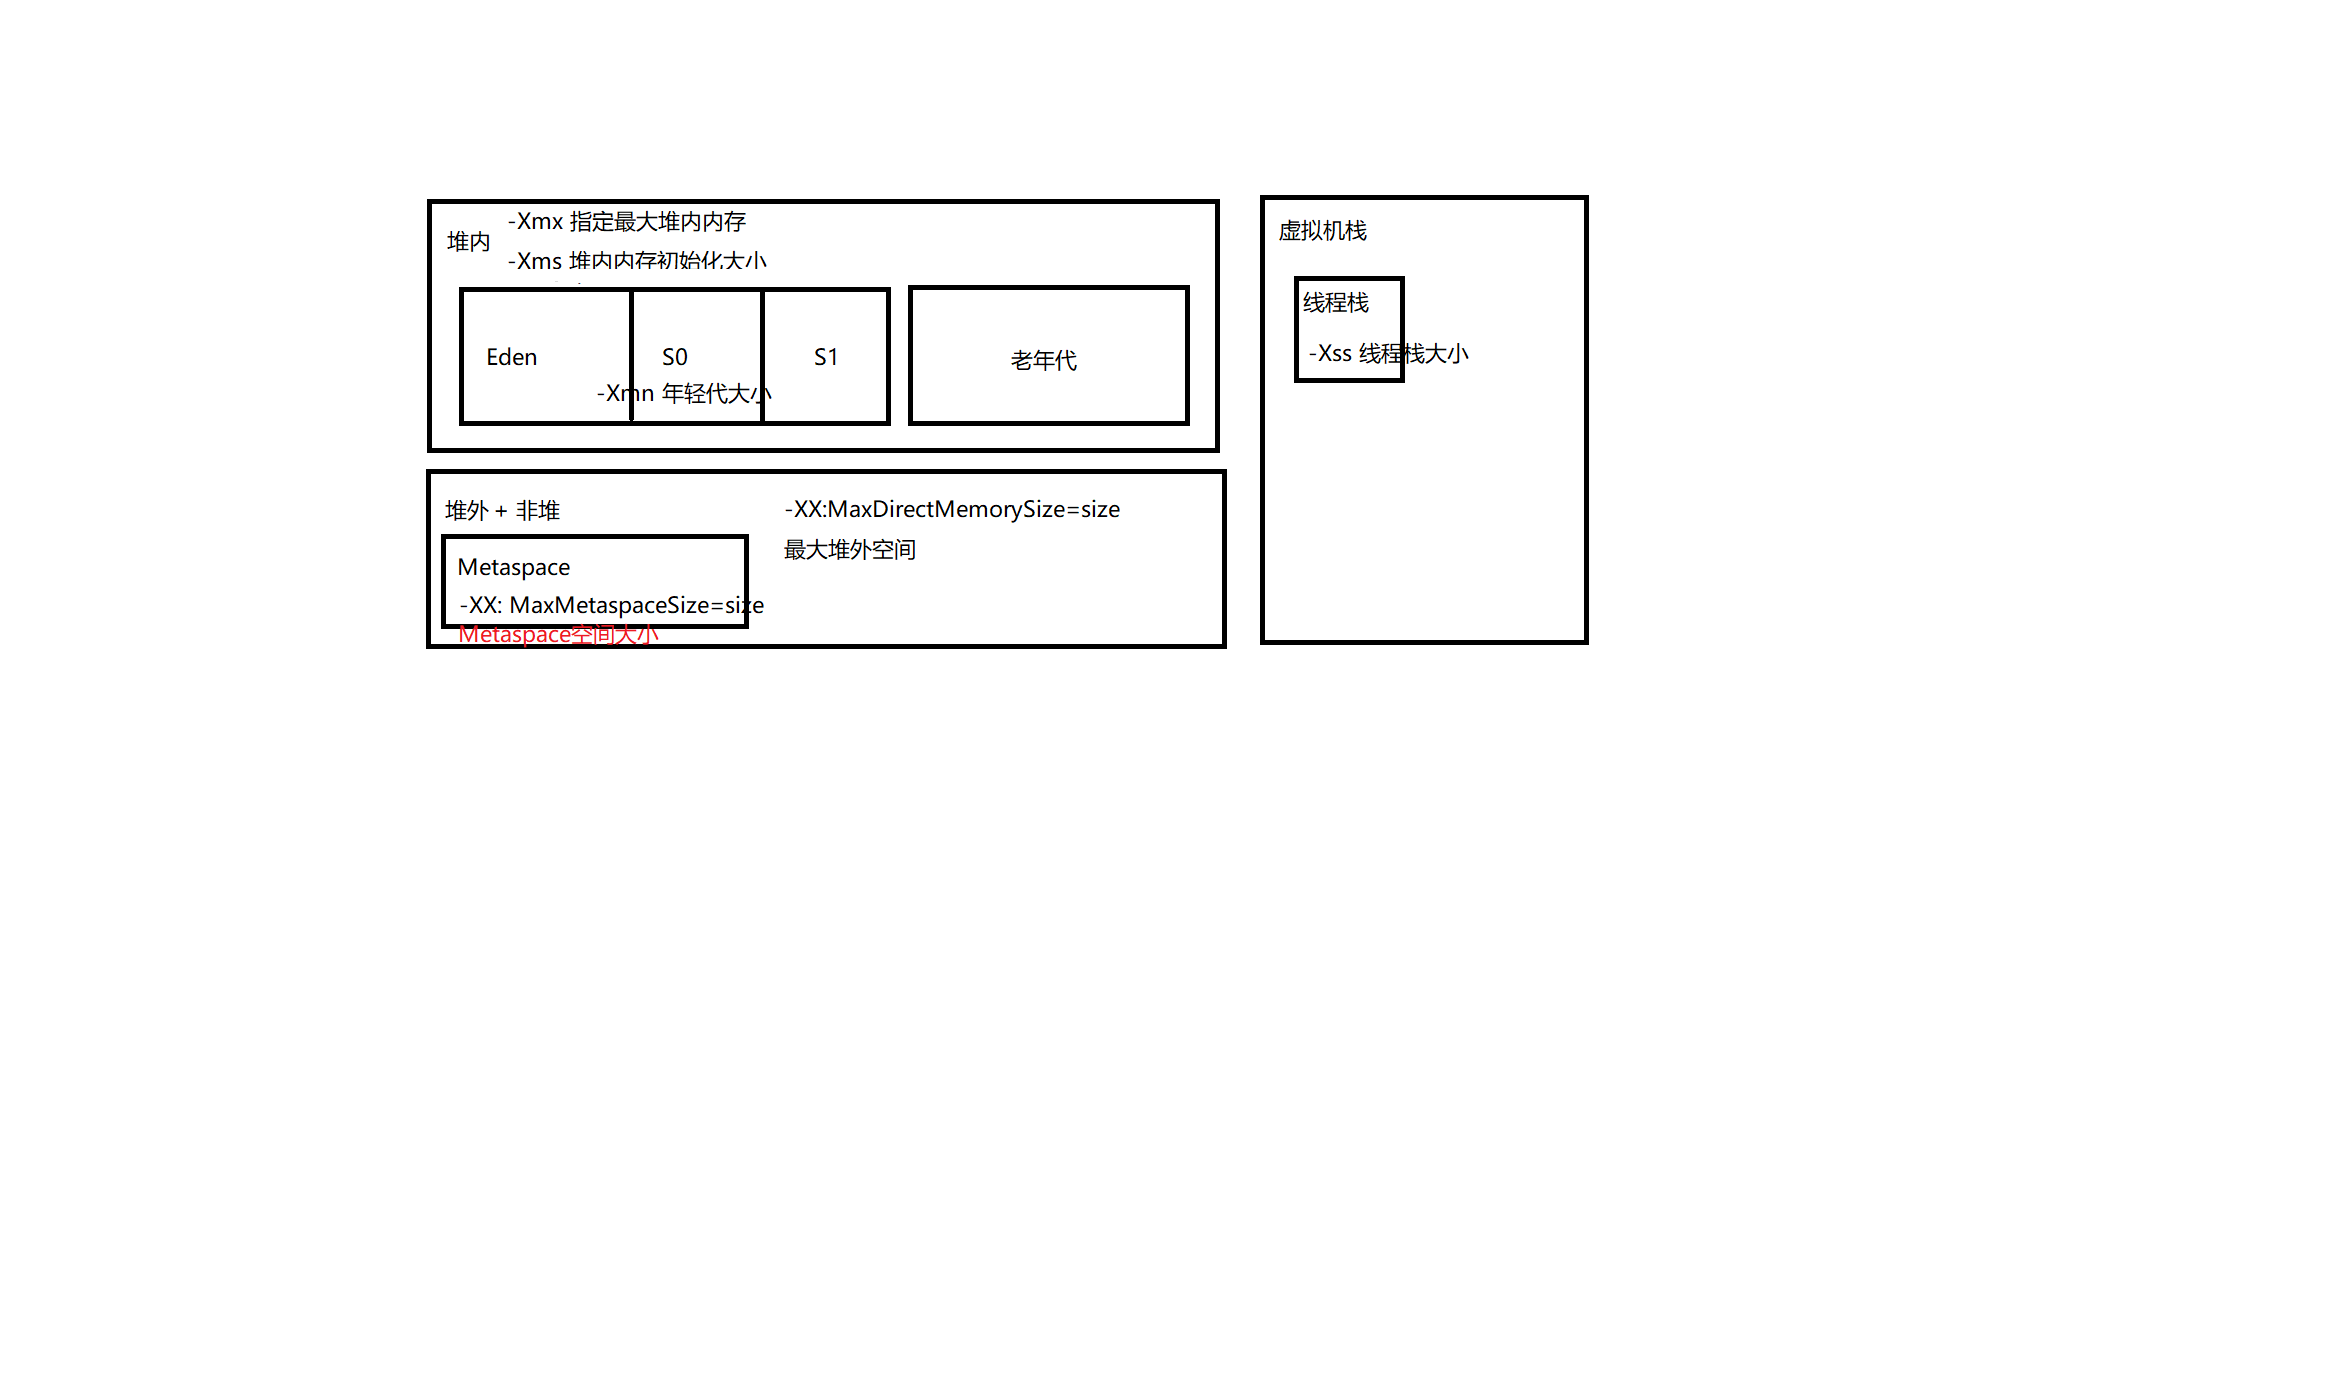 堆内
-Xmx 指定最大堆内内存
-Xms 堆内内存初始化大小
Eden
S0
S1
-Xmn 年轻代大小
老年代
堆外 + 非堆
-XX:MaxDirectMemorySize=size
最大堆外空间
Metaspace
-XX: MaxMetaspaceSize=size
Metaspace空间大小
虚拟机栈
线程栈
-Xss 线程栈大小